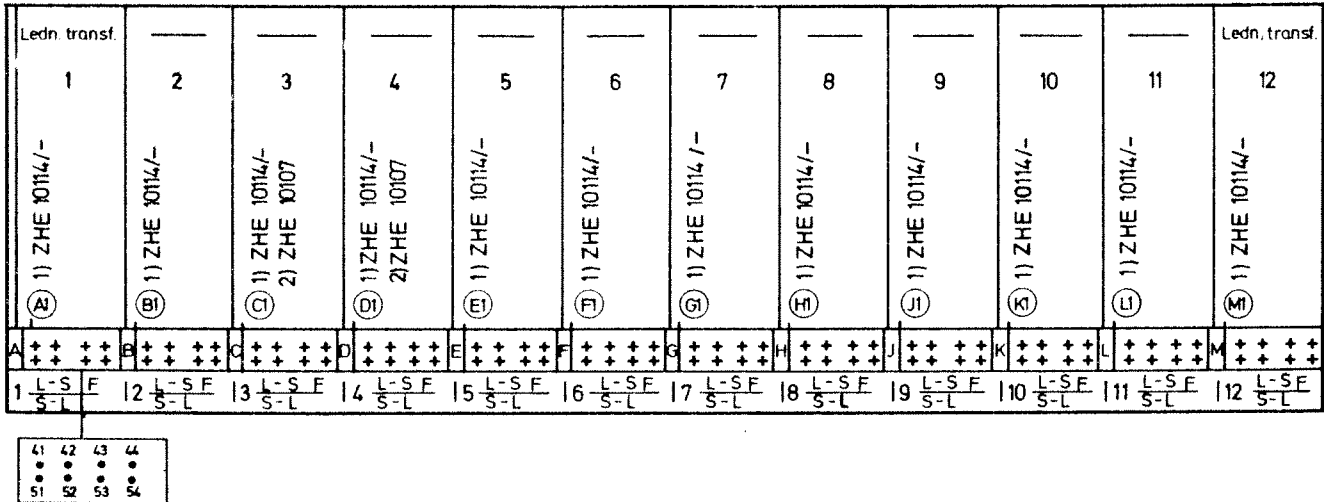 Ledn. transf. Ledn. transf.
1 2 3 4 5 6 7 8 9 10 11 12
1) ZHE 10114/-
1) ZHE 10114/-
1) ZHE 10114/-
2) ZHE 10107
1) ZHE 10114/-
2) ZHE 10107
1) ZHE 10114/-
1) ZHE 10114/-
1) ZHE 10114/-
1) ZHE 10114/-
1) ZHE 10114/-
1) ZHE 10114/-
1) ZHE 10114/-
1) ZHE 10114/-
A1 B1 C1 D1 E1 F1 G1 H1 J1 K1 L1 M1
A B C D E F G H J K L M
1 L-S F 2 L-S F 3 L-S F 4 L-S F 5 L-S F 6 L-S F 7 L-S F 8 L-S F 9 L-S F 10 L-S F 11 L-S F 12 L-S F
S-L S-L S-L S-L S-L S-L S-L S-L S-L S-L S-L S-L
41 42 43 44
51 52 53 54